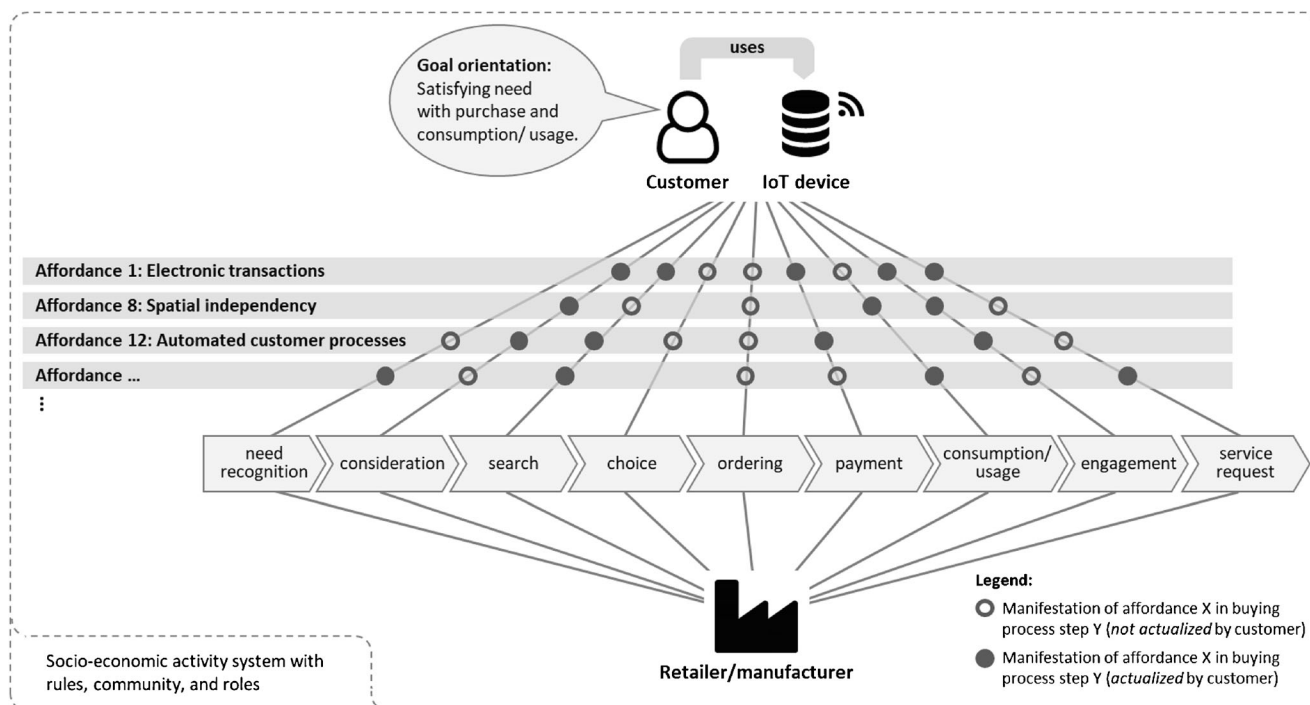 uses
Goal orientation:
Satisfying need
with purchase and
consumption/ usage.
Customer
IoT device
Affordance 1: Electronic transactions
Affordance 8: Spatial independency
Affordance 12: Automated customer processes
Affordance ...
⋮
need
recognition
consideration
search
choice
ordering
payment
consumption/
usage
engagement
service
request
Retailer/manufacturer
Legend:
Manifestation of affordance X in buying
process step Y (not actualized by customer)
Manifestation of affordance X in buying
process step Y (actualized by customer)
Socio-economic activity system with
rules, community, and roles